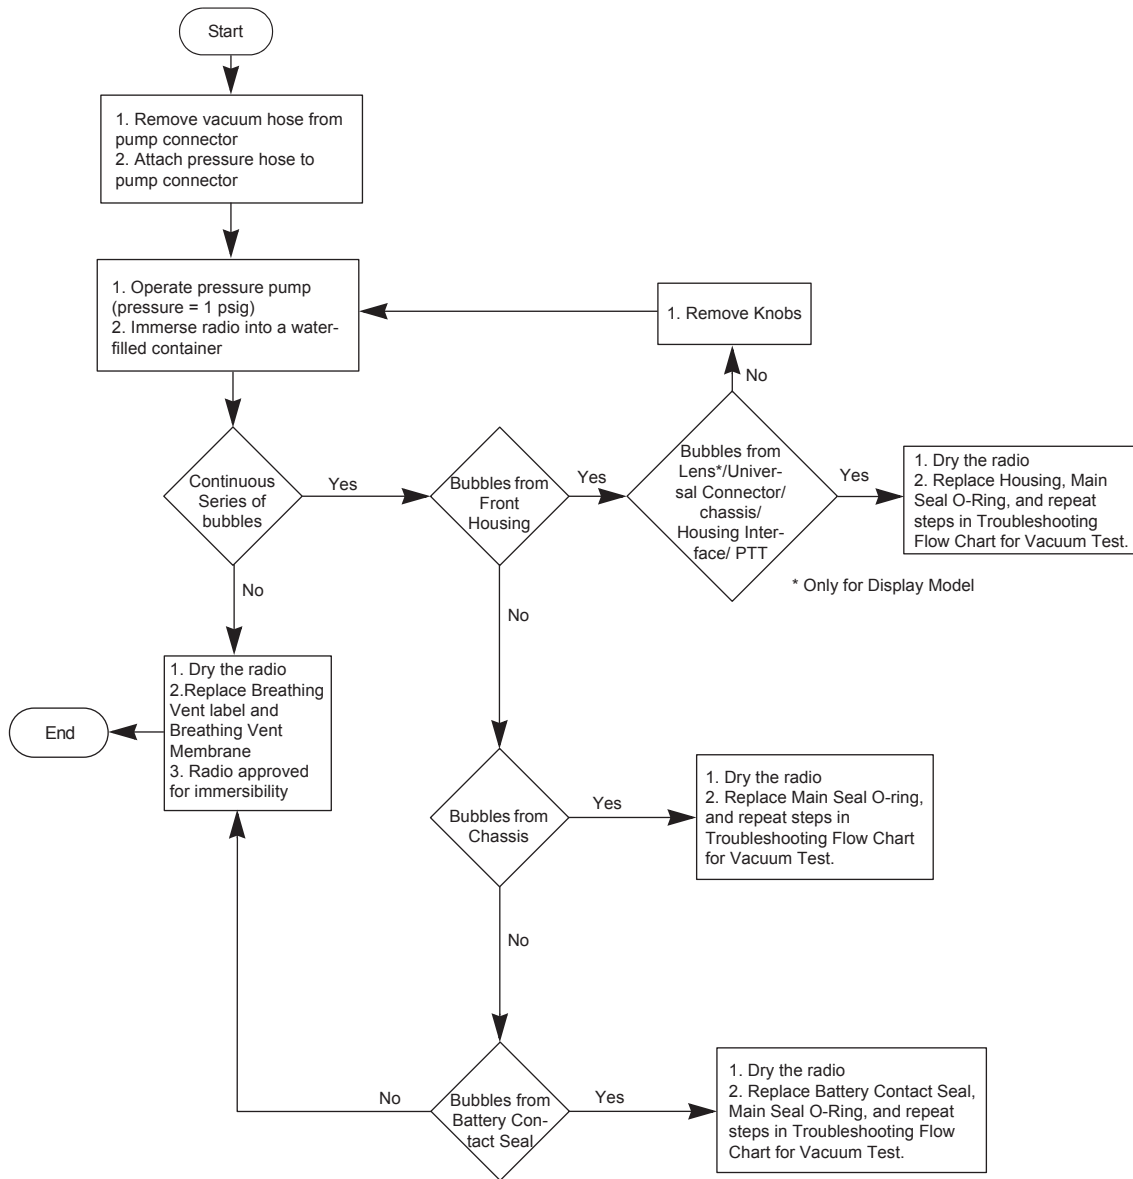 Start
1. Remove vacuum hose from
pump connector
2. Attach pressure hose to
pump connector
1. Operate pressure pump
(pressure = 1 psig)
2. Immerse radio into a water-
filled container
1. Remove Knobs
No
Continuous
Series of
bubbles
Yes
Bubbles from
Front
Housing
Yes
Bubbles from
Lens*/Univer-
sal Connector/
chassis/
Housing Inter-
face/ PTT
Yes
1. Dry the radio
2. Replace Housing, Main
Seal O-Ring, and repeat
steps in Troubleshooting
Flow Chart for Vacuum Test.
* Only for Display Model
No
No
1. Dry the radio
2.Replace Breathing
Vent label and
Breathing Vent
Membrane
3. Radio approved
for immersibility
End
Bubbles from
Chassis
Yes
1. Dry the radio
2. Replace Main Seal O-ring,
and repeat steps in
Troubleshooting Flow Chart
for Vacuum Test.
No
Bubbles from
Battery Con-
tact Seal
No
Yes
1. Dry the radio
2. Replace Battery Contact Seal,
Main Seal O-Ring, and repeat
steps in Troubleshooting Flow
Chart for Vacuum Test.